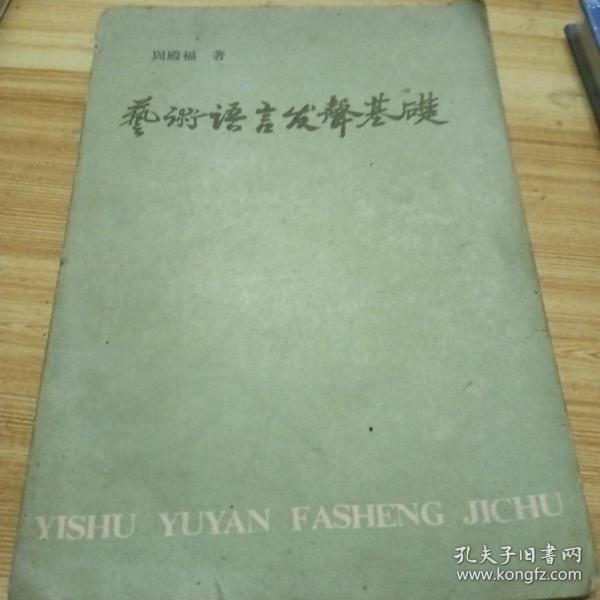 周殿福 著
藝術語言发聲基礎
YISHU YUYAN FASHENG JICHU
孔夫子旧書网
www.kongfz.com